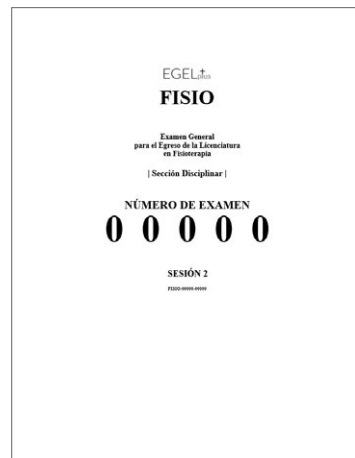 EGEL+plus
FISIO
Examen General
para el Egreso de la Licenciatura
en Fisioterapia
| Sección Disciplinar |
NÚMERO DE EXAMEN
0 0 0 0 0
SESIÓN 2